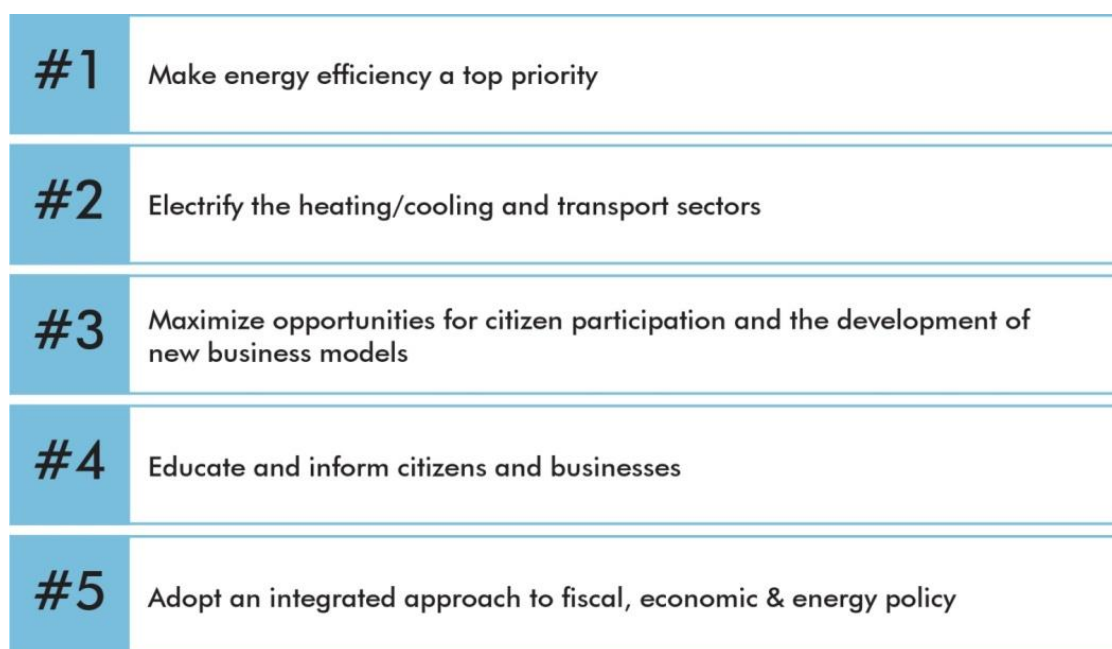 #1
Make energy efficiency a top priority
#2
Electrify the heating/cooling and transport sectors
#3
Maximize opportunities for citizen participation and the development of
new business models
#4
Educate and inform citizens and businesses
#5
Adopt an integrated approach to fiscal, economic & energy policy